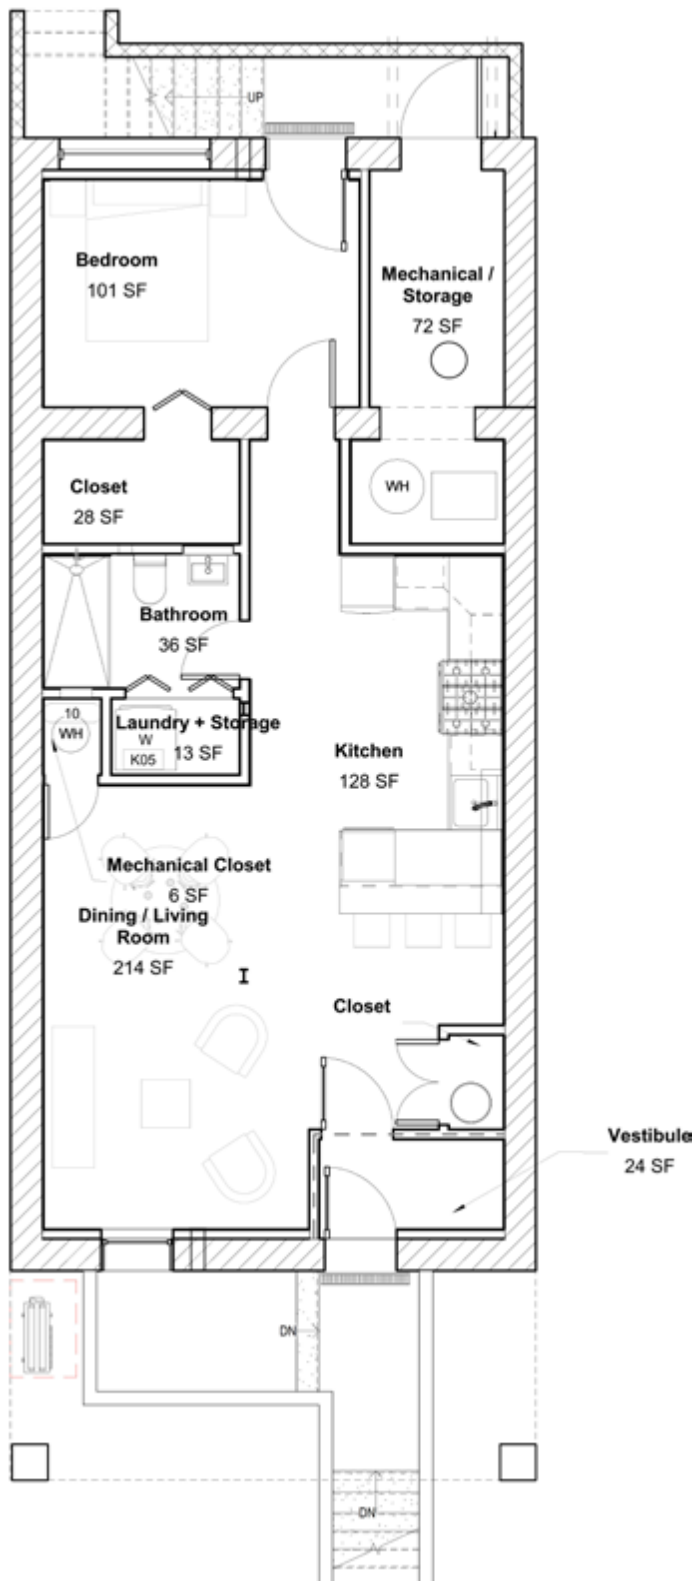 UP
Bedroom
101 SF
Mechanical /
Storage
72 SF
Closet
28 SF
WH
Bathroom
36 SF
10
WH
Laundry + Storage
W
13 SF
K05
Kitchen
128 SF
Mechanical Closet
6 SF
Dining / Living
Room
214 SF
Closet
Vestibule
24 SF
DN
DN